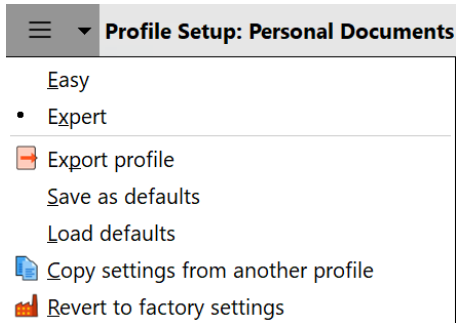 Profile Setup: Personal Documents
Easy
Expert
Export profile
Save as defaults
Load defaults
Copy settings from another profile
Revert to factory settings